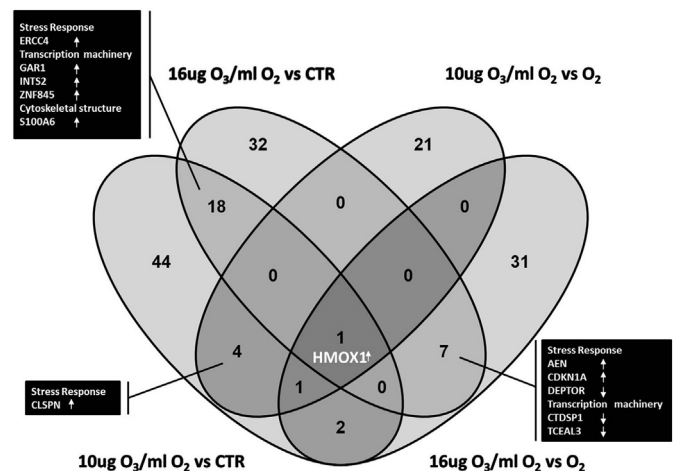 Stress Response
ERCC4 ↑
Transcription machinery
GAR1 ↑
INTS2 ↑
ZNF845 ↑
Cytoskeletal structure
S100A6 ↑
16ug O₃/ml O₂ vs CTR
10ug O₃/ml O₂ vs O₂
32
21
18
0
0
44
0
0
31
1
HMOX1↑
4
7
1
0
2
Stress Response
CLSPN ↑
Stress Response
AEN ↑
CDKN1A ↑
DEPTOR ↓
Transcription machinery
CTDSP1 ↓
TCEAL3 ↓
10ug O₃/ml O₂ vs CTR
16ug O₃/ml O₂ vs O₂